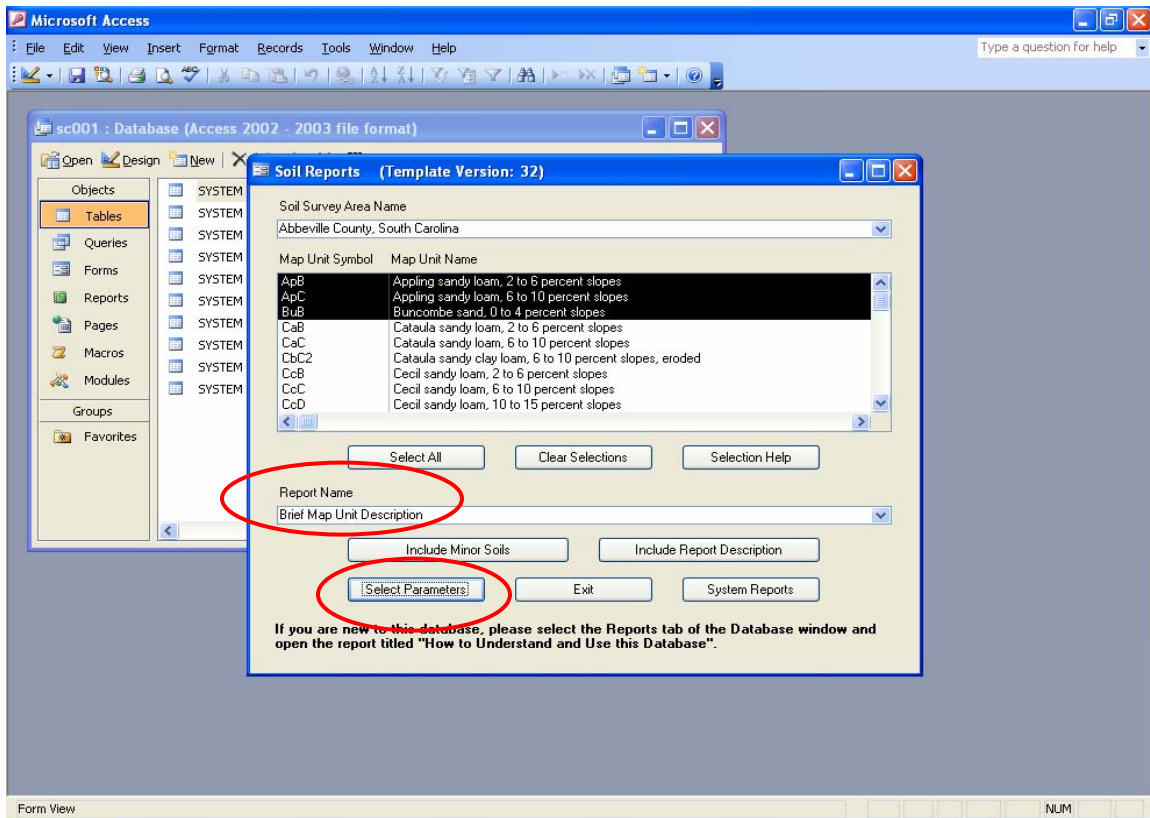 Microsoft Access
File Edit View Insert Format Records Tools Window Help Type a question for help
sc001 : Database (Access 2002 - 2003 file format)
Open Design New
Objects
Tables
Queries
Forms
Reports
Pages
Macros
Modules
Groups
Favorites
SYSTEM
SYSTEM
SYSTEM
SYSTEM
SYSTEM
SYSTEM
SYSTEM
SYSTEM
SYSTEM
SYSTEM
Soil Reports (Template Version: 32)
Soil Survey Area Name
Abbeville County, South Carolina
Map Unit Symbol Map Unit Name
ApB Appling sandy loam, 2 to 6 percent slopes
ApC Appling sandy loam, 6 to 10 percent slopes
BuB Buncombe sand, 0 to 4 percent slopes
CaB Cataula sandy loam, 2 to 6 percent slopes
CaC Cataula sandy loam, 6 to 10 percent slopes
CbC2 Cataula sandy clay loam, 6 to 10 percent slopes, eroded
CcB Cecil sandy loam, 2 to 6 percent slopes
CcC Cecil sandy loam, 6 to 10 percent slopes
CcD Cecil sandy loam, 10 to 15 percent slopes
Select All Clear Selections Selection Help
Report Name
Brief Map Unit Description
Include Minor Soils Include Report Description
Select Parameters Exit System Reports
If you are new to this database, please select the Reports tab of the Database window and
open the report titled "How to Understand and Use this Database".
Form View NUM